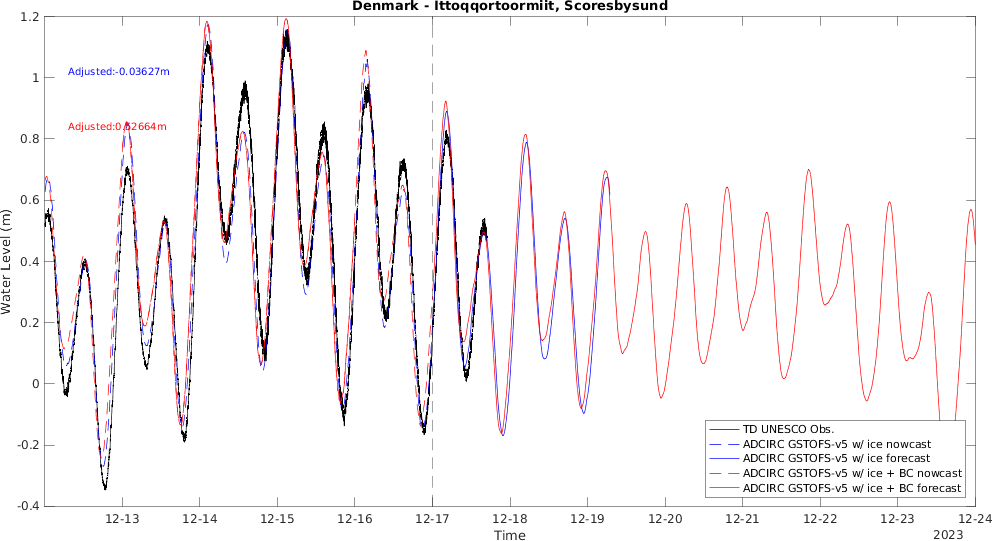 Denmark - Ittoqqortoormiit, Scoresbysund
1.2
1
0.8
0.6
0.4
0.2
0
-0.2
-0.4
Water Level (m)
Adjusted:-0.03627m
Adjusted:0.02664m
TD UNESCO Obs.
ADCIRC GSTOFS-v5 w/ ice nowcast
ADCIRC GSTOFS-v5 w/ ice forecast
ADCIRC GSTOFS-v5 w/ ice + BC nowcast
ADCIRC GSTOFS-v5 w/ ice + BC forecast
12-13 12-14 12-15 12-16 12-17 12-18 12-19 12-20 12-21 12-22 12-23 12-24
Time
2023